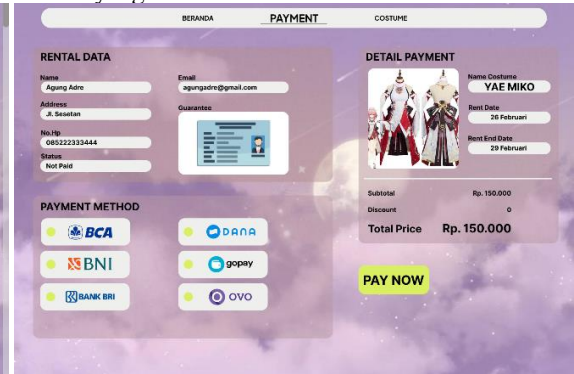 BERANDA PAYMENT COSTUME
RENTAL DATA
Name
Agung Adre
Address
Jl. Sesetan
No.Hp
085222333444
Status
Not Paid
Email
agungadre@gmail.com
Guarantee
PAYMENT METHOD
BCA
DANA
BNI
gopay
BANK BRI
OVO
DETAIL PAYMENT
Name Costume
YAE MIKO
Rent Date
26 Februari
Rent End Date
29 Februari
Subtotal Rp. 150.000
Discount 0
Total Price Rp. 150.000
PAY NOW